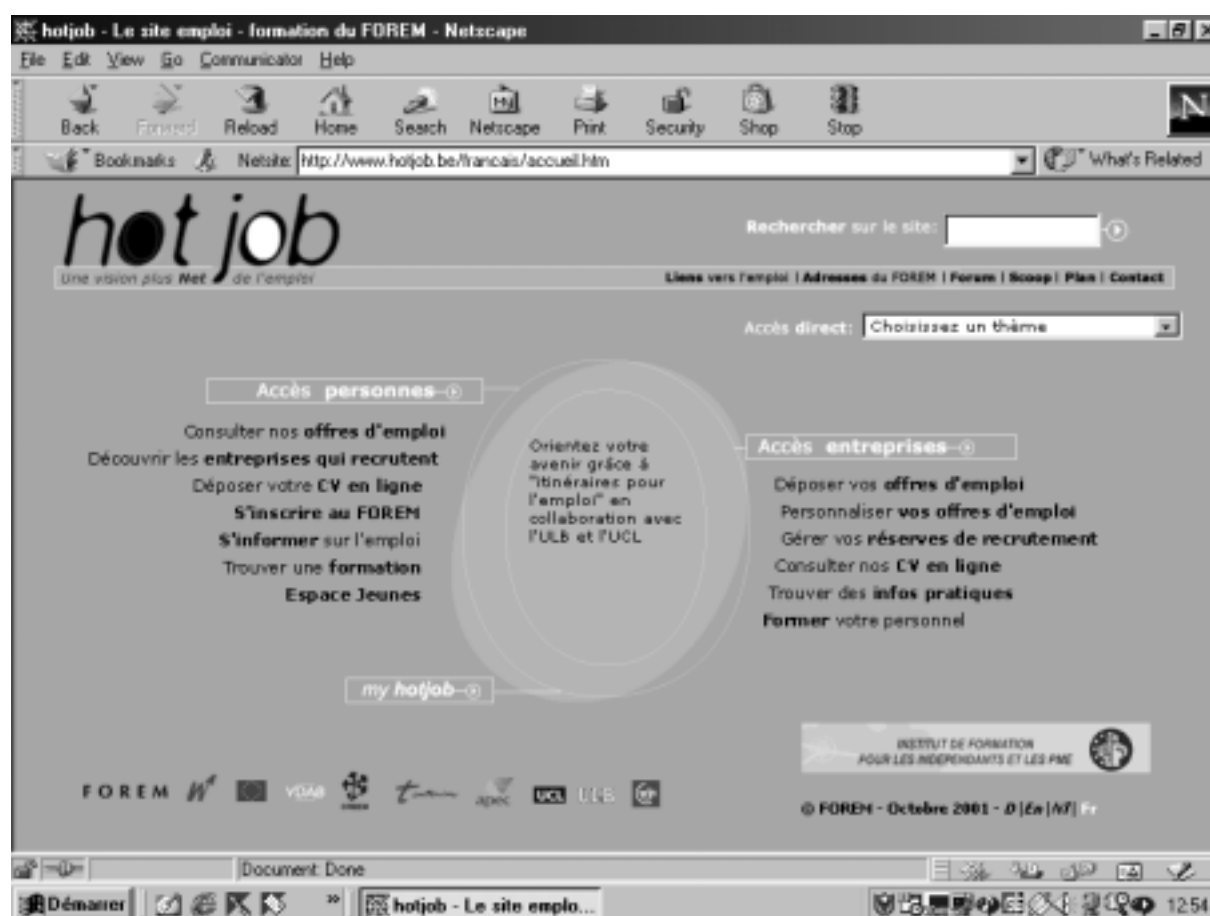 hotjob - Le site emploi - formation du FOREM - Netscape
File Edit View Go Communicator Help
Back Forward Reload Home Search Netscape Print Security Shop Stop
N
Bookmarks Netsite: http://www.hotjob.be/francais/accueil.htm What's Related
hot job
Une vision plus Net de l'emploi
Rechercher sur le site:
Liens vers l'emploi | Adresses du FOREM | Forum | Scoop | Plan | Contact
Accès direct: Choisissez un thème
Accès personnes
Consulter nos offres d'emploi
Découvrir les entreprises qui recrutent
Déposer votre CV en ligne
S'inscrire au FOREM
S'informer sur l'emploi
Trouver une formation
Espace Jeunes
Orientez votre
avenir grâce à
"itinéraires pour
l'emploi" en
collaboration avec
l'ULB et l'UCL
Accès entreprises
Déposer vos offres d'emploi
Personnaliser vos offres d'emploi
Gérer vos réserves de recrutement
Consulter nos CV en ligne
Trouver des infos pratiques
Former votre personnel
my hotjob
INSTITUT DE FORMATION
POUR LES INDEPENDANTS ET LES PME
FOREM VDAB apec UCL ULB
© FOREM - Octobre 2001 - D | En | Nl | Fr
Document: Done
Démarrer » hotjob - Le site emplo... 12:54